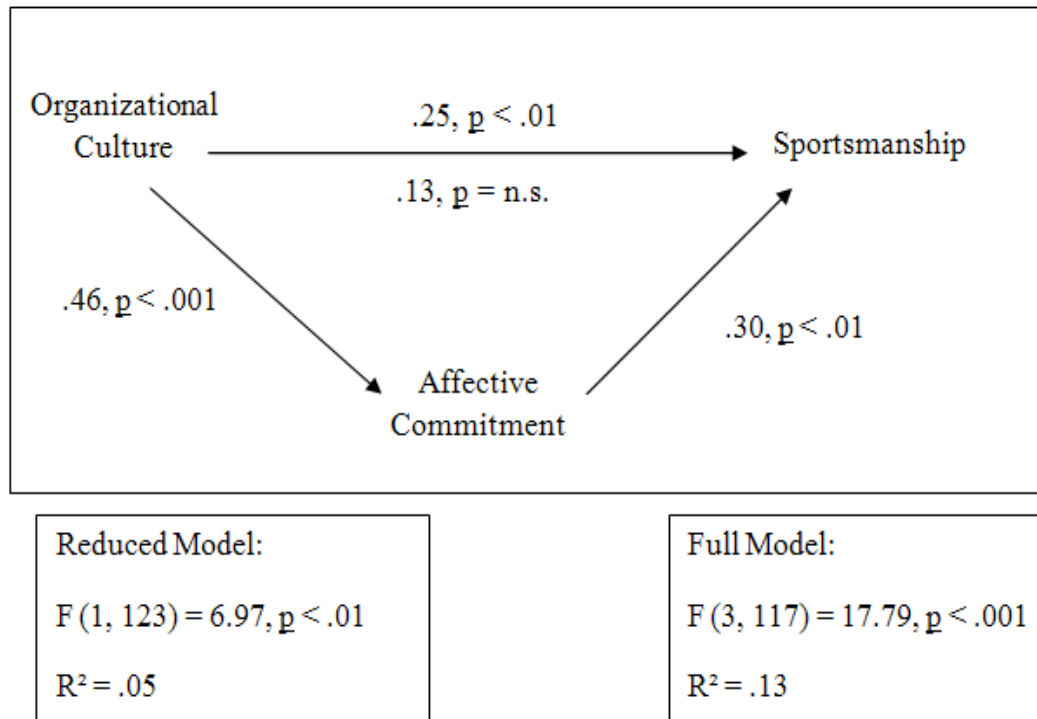 Organizational
Culture
.25, p < .01
Sportsmanship
.13, p = n.s.
.46, p < .001
.30, p < .01
Affective
Commitment
Reduced Model:
F (1, 123) = 6.97, p < .01
R² = .05
Full Model:
F (3, 117) = 17.79, p < .001
R² = .13